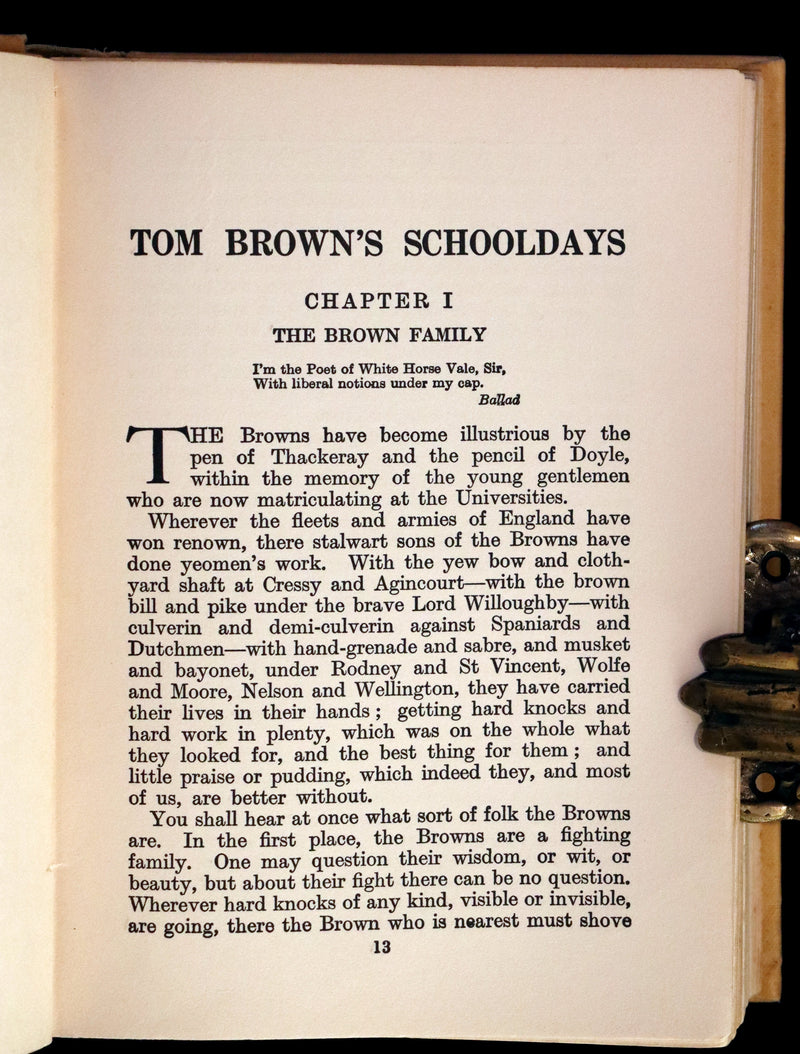 TOM BROWN'S SCHOOLDAYS
CHAPTER I
THE BROWN FAMILY
I'm the Poet of White Horse Vale, Sir,
With liberal notions under my cap.
Ballad
THE Browns have become illustrious by the
pen of Thackeray and the pencil of Doyle,
within the memory of the young gentlemen
who are now matriculating at the Universities.
Wherever the fleets and armies of England have
won renown, there stalwart sons of the Browns have
done yeomen's work. With the yew bow and cloth-
yard shaft at Cressy and Agincourt—with the brown
bill and pike under the brave Lord Willoughby—with
culverin and demi-culverin against Spaniards and
Dutchmen—with hand-grenade and sabre, and musket
and bayonet, under Rodney and St Vincent, Wolfe
and Moore, Nelson and Wellington, they have carried
their lives in their hands; getting hard knocks and
hard work in plenty, which was on the whole what
they looked for, and the best thing for them; and
little praise or pudding, which indeed they, and most
of us, are better without.
You shall hear at once what sort of folk the Browns
are. In the first place, the Browns are a fighting
family. One may question their wisdom, or wit, or
beauty, but about their fight there can be no question.
Wherever hard knocks of any kind, visible or invisible,
are going, there the Brown who is nearest must shove
13